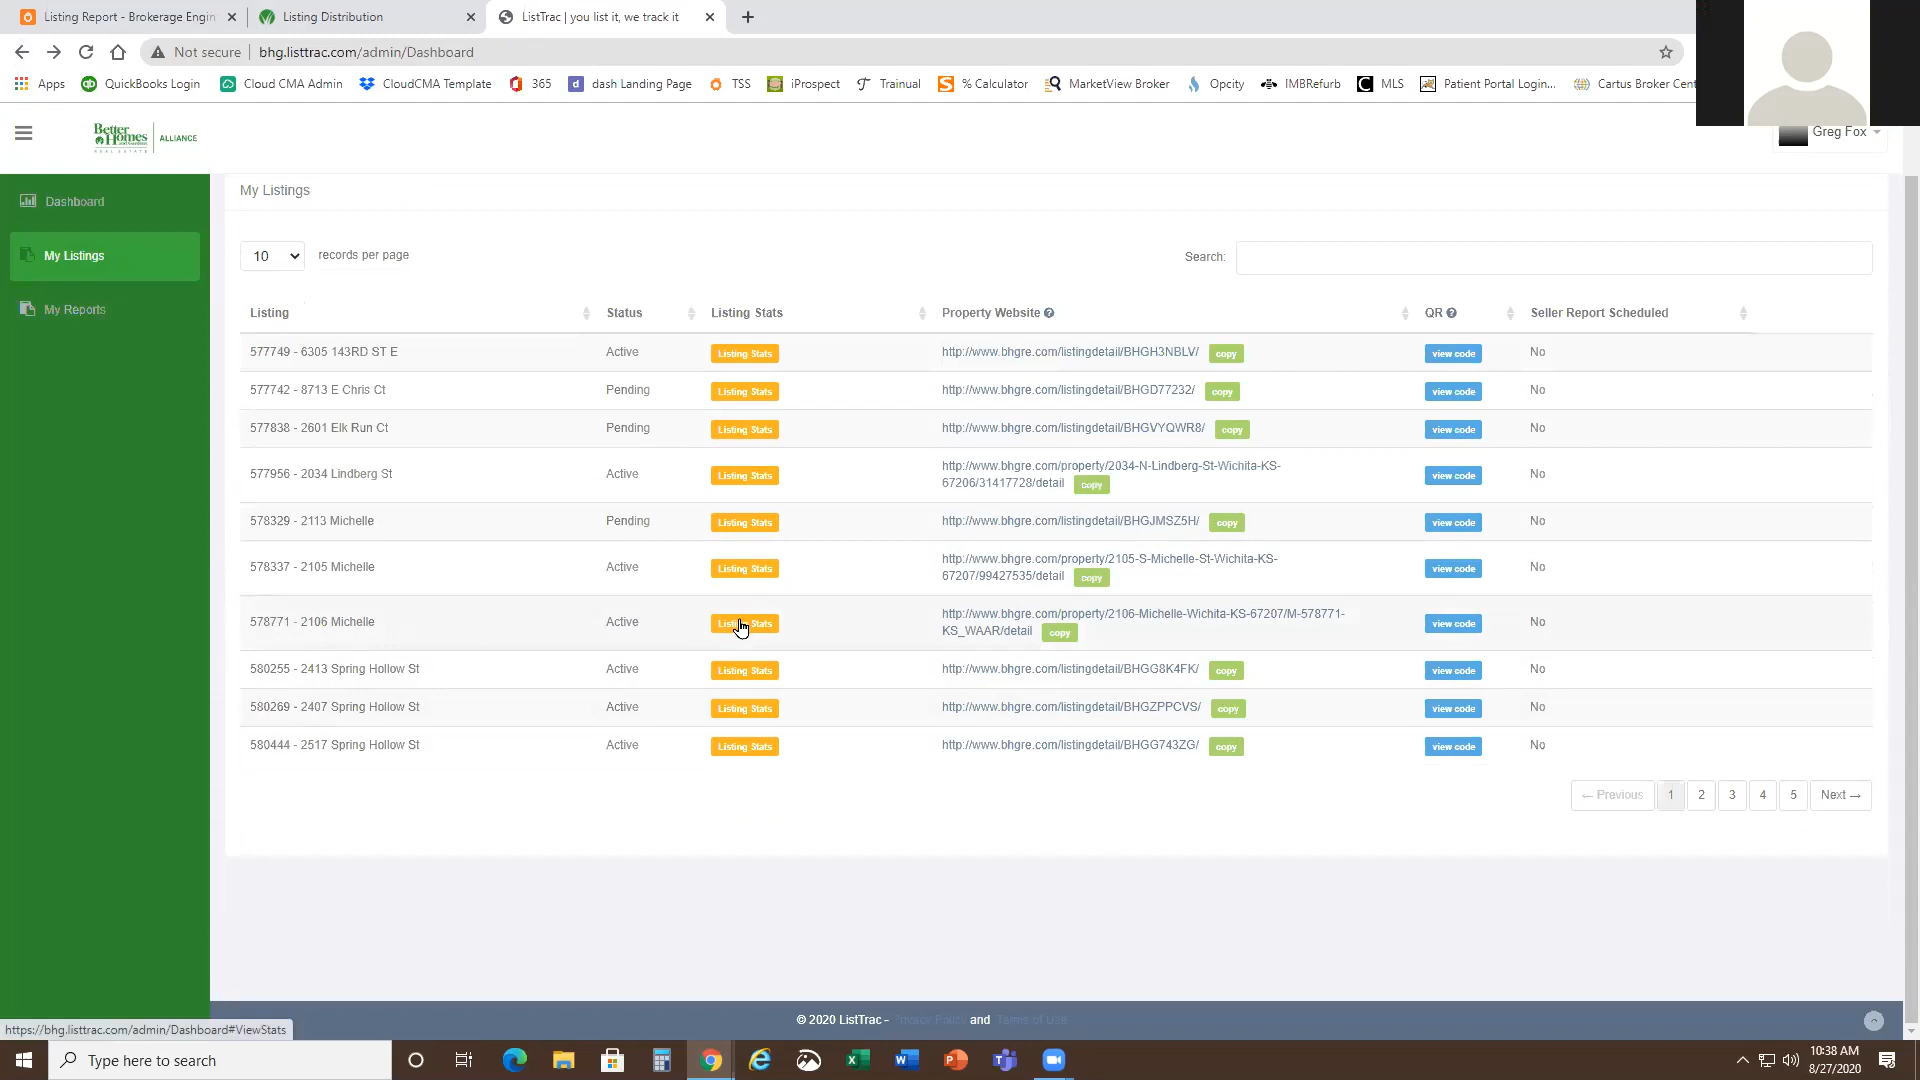 Listing Report - Brokerage Engin
Listing Distribution
ListTrac | you list it, we track it
Not secure
bhg.listtrac.com/admin/Dashboard
Apps
QuickBooks Login
Cloud CMA Admin
CloudCMA Template
365
dash Landing Page
TSS
iProspect
Trainual
% Calculator
MarketView Broker
Opcity
IMBRefurb
MLS
Patient Portal Login...
Cartus Broker Cent
Better
Homes
and Gardens
REAL ESTATE
ALLIANCE
Greg Fox
Dashboard
My Listings
My Reports
My Listings
10 records per page
Search:
Listing Status Listing Stats Property Website QR Seller Report Scheduled
577749 - 6305 143RD ST E Active Listing Stats http://www.bhgre.com/listingdetail/BHGH3NBLV/ copy view code No
577742 - 8713 E Chris Ct Pending Listing Stats http://www.bhgre.com/listingdetail/BHGD77232/ copy view code No
577838 - 2601 Elk Run Ct Pending Listing Stats http://www.bhgre.com/listingdetail/BHGVYQWR8/ copy view code No
577956 - 2034 Lindberg St Active Listing Stats http://www.bhgre.com/property/2034-N-Lindberg-St-Wichita-KS-
67206/31417728/detail copy view code No
578329 - 2113 Michelle Pending Listing Stats http://www.bhgre.com/listingdetail/BHGJMSZ5H/ copy view code No
578337 - 2105 Michelle Active Listing Stats http://www.bhgre.com/property/2105-S-Michelle-St-Wichita-KS-
67207/99427535/detail copy view code No
578771 - 2106 Michelle Active Listing Stats http://www.bhgre.com/property/2106-Michelle-Wichita-KS-67207/M-578771-
KS_WAAR/detail copy view code No
580255 - 2413 Spring Hollow St Active Listing Stats http://www.bhgre.com/listingdetail/BHGG8K4FK/ copy view code No
580269 - 2407 Spring Hollow St Active Listing Stats http://www.bhgre.com/listingdetail/BHGZPPCVS/ copy view code No
580444 - 2517 Spring Hollow St Active Listing Stats http://www.bhgre.com/listingdetail/BHGG743ZG/ copy view code No
← Previous 1 2 3 4 5 Next →
© 2020 ListTrac - Privacy Policy and Terms of Use
https://bhg.listtrac.com/admin/Dashboard#ViewStats
Type here to search
10:38 AM
8/27/2020